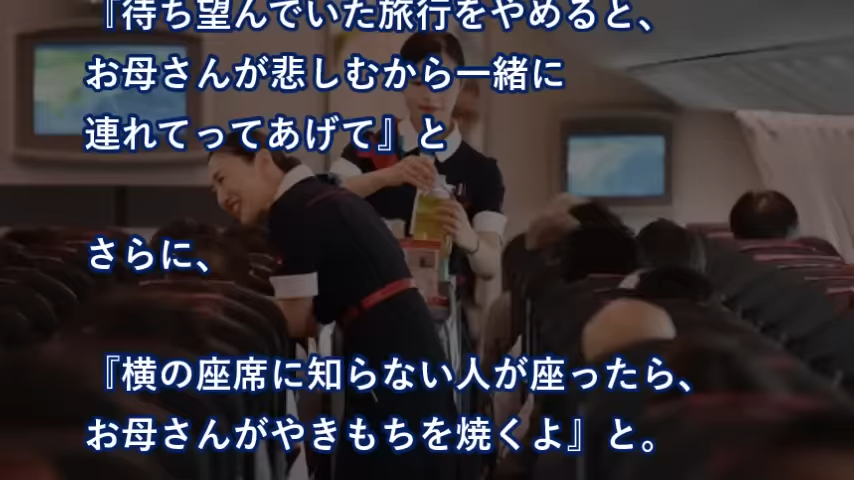 『待ち望んでいた旅行をやめると、
お母さんが悲しむから一緒に
連れてってあげて』と
さらに、
『横の座席に知らない人が座ったら、
お母さんがやきもちを焼くよ』と。